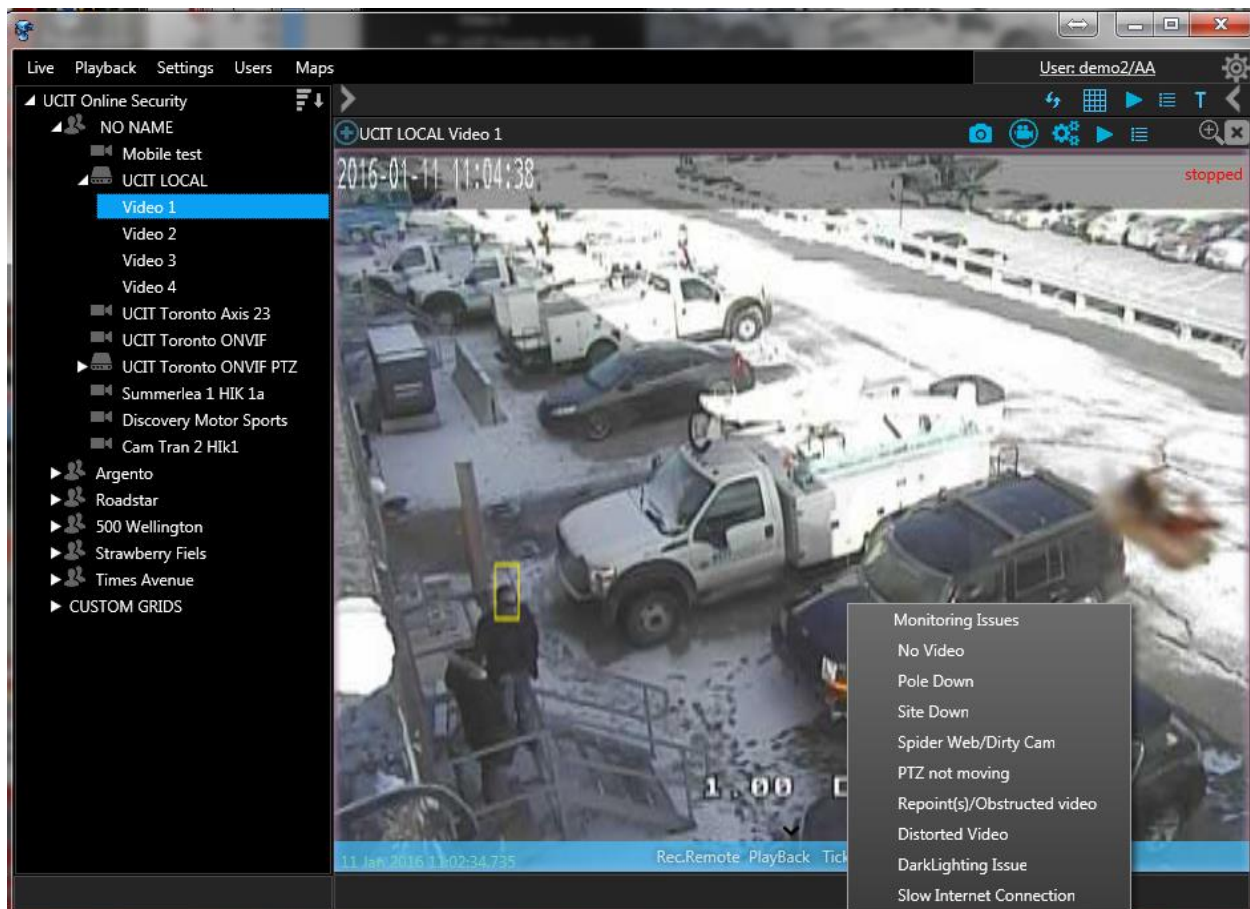 Live Playback Settings Users Maps
User: demo2/AA
UCIT Online Security
T
NO NAME
UCIT LOCAL Video 1
Mobile test
2016-01-11 11:04:38
stopped
UCIT LOCAL
Video 1
Video 2
Video 3
Video 4
UCIT Toronto Axis 23
UCIT Toronto ONVIF
UCIT Toronto ONVIF PTZ
Summerlea 1 HIK 1a
Discovery Motor Sports
Cam Tran 2 HIk1
Argento
Roadstar
500 Wellington
Strawberry Fiels
Times Avenue
CUSTOM GRIDS
Monitoring Issues
No Video
Pole Down
Site Down
Spider Web/Dirty Cam
PTZ not moving
Repoint(s)/Obstructed video
Distorted Video
DarkLighting Issue
Slow Internet Connection
1.00
11 Jan 2016 11:02:34.735
Rec.Remote PlayBack Tick